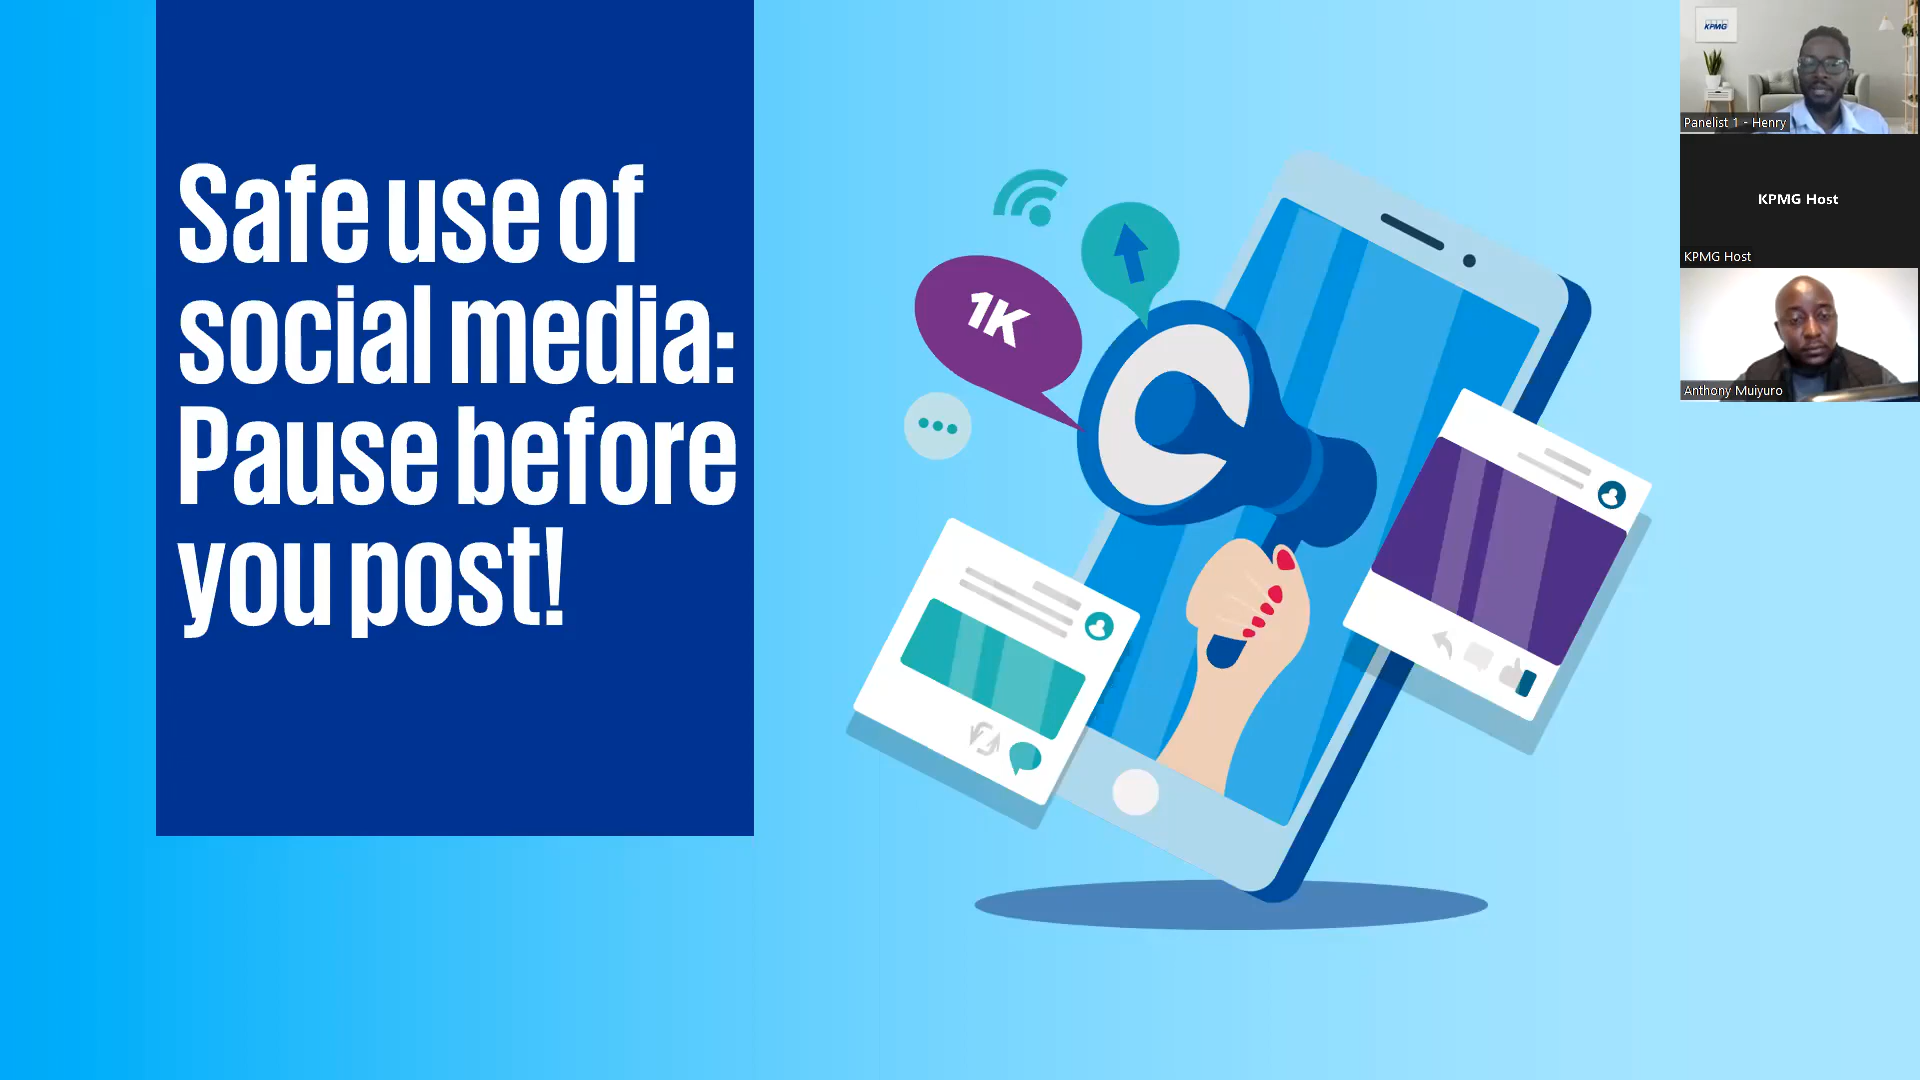 Safe use of
social media:
Pause before
you post!
1K
KPMG
Panelist 1 - Henry
KPMG Host
KPMG Host
Anthony Muiyuro